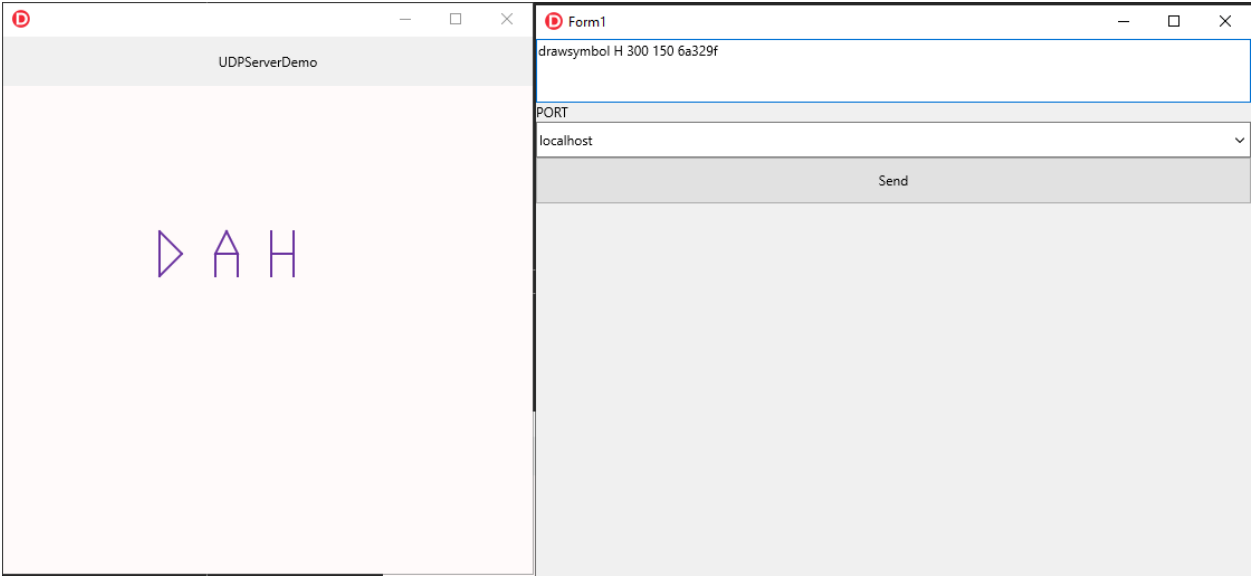 UDPServerDemo
D A H
Form1
drawsymbol H 300 150 6a329f
PORT
localhost
Send